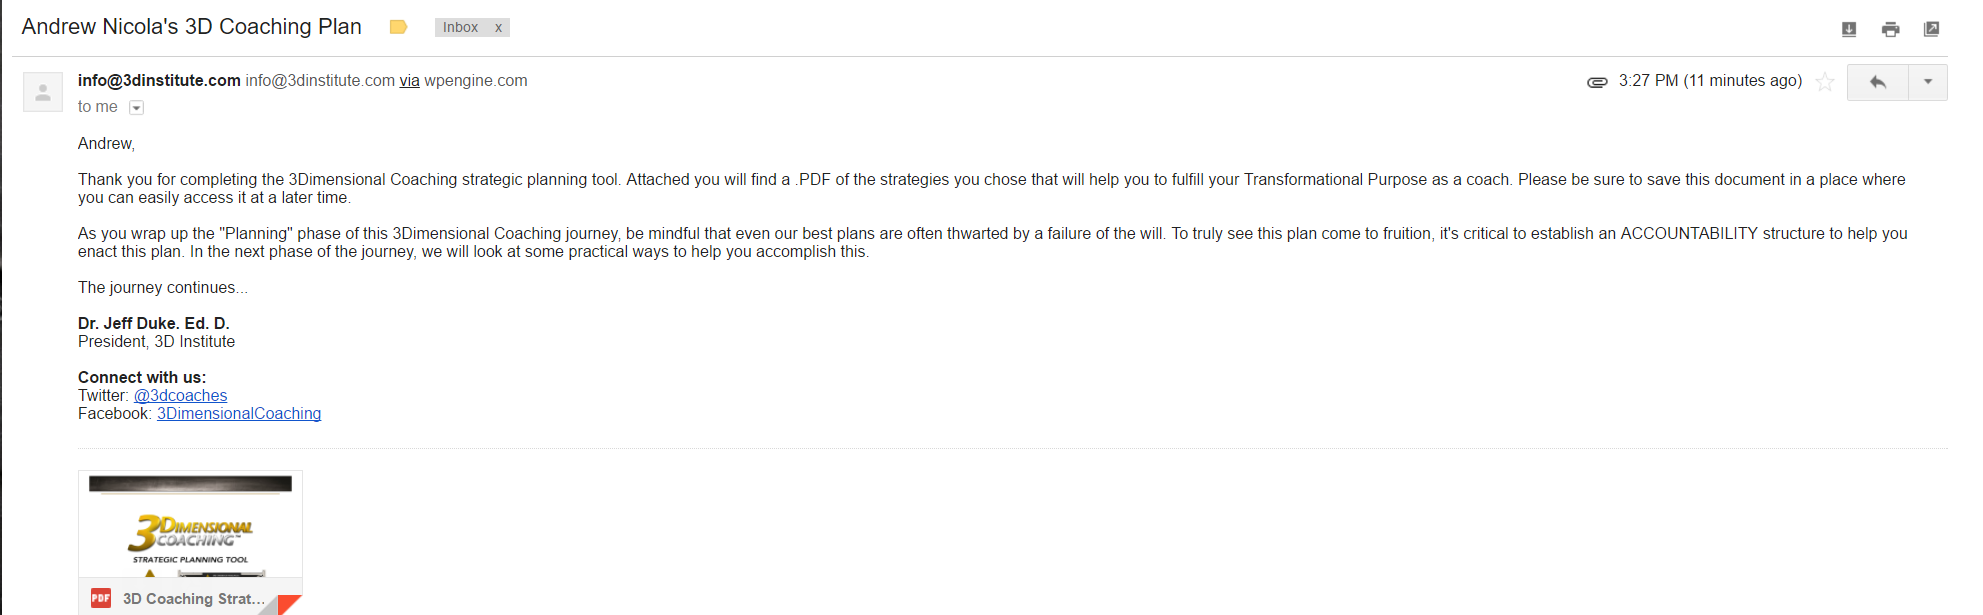 Andrew Nicola's 3D Coaching Plan
Inbox x
info@3dinstitute.com info@3dinstitute.com via wpengine.com
3:27 PM (11 minutes ago)
to me
Andrew,
Thank you for completing the 3Dimensional Coaching strategic planning tool. Attached you will find a .PDF of the strategies you chose that will help you to fulfill your Transformational Purpose as a coach. Please be sure to save this document in a place where
you can easily access it at a later time.
As you wrap up the "Planning" phase of this 3Dimensional Coaching journey, be mindful that even our best plans are often thwarted by a failure of the will. To truly see this plan come to fruition, it's critical to establish an ACCOUNTABILITY structure to help you
enact this plan. In the next phase of the journey, we will look at some practical ways to help you accomplish this.
The journey continues...
Dr. Jeff Duke. Ed. D.
President, 3D Institute
Connect with us:
Twitter: @3dcoaches
Facebook: 3DimensionalCoaching
3DIMENSIONAL
COACHING™
STRATEGIC PLANNING TOOL
PDF 3D Coaching Strat...